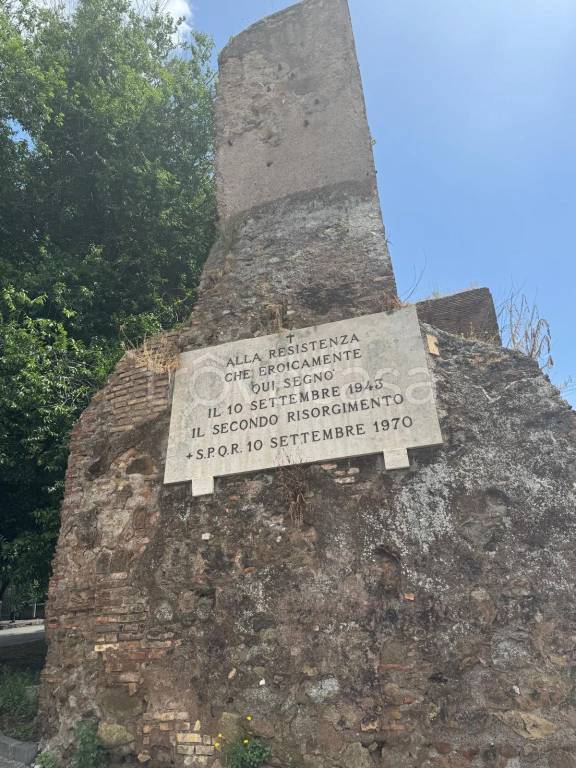 ALLA RESISTENZA
CHE EROICAMENTE
QUI SEGNO'
IL 10 SETTEMBRE 1943
IL SECONDO RISORGIMENTO
+ S.P.Q.R. 10 SETTEMBRE 1970